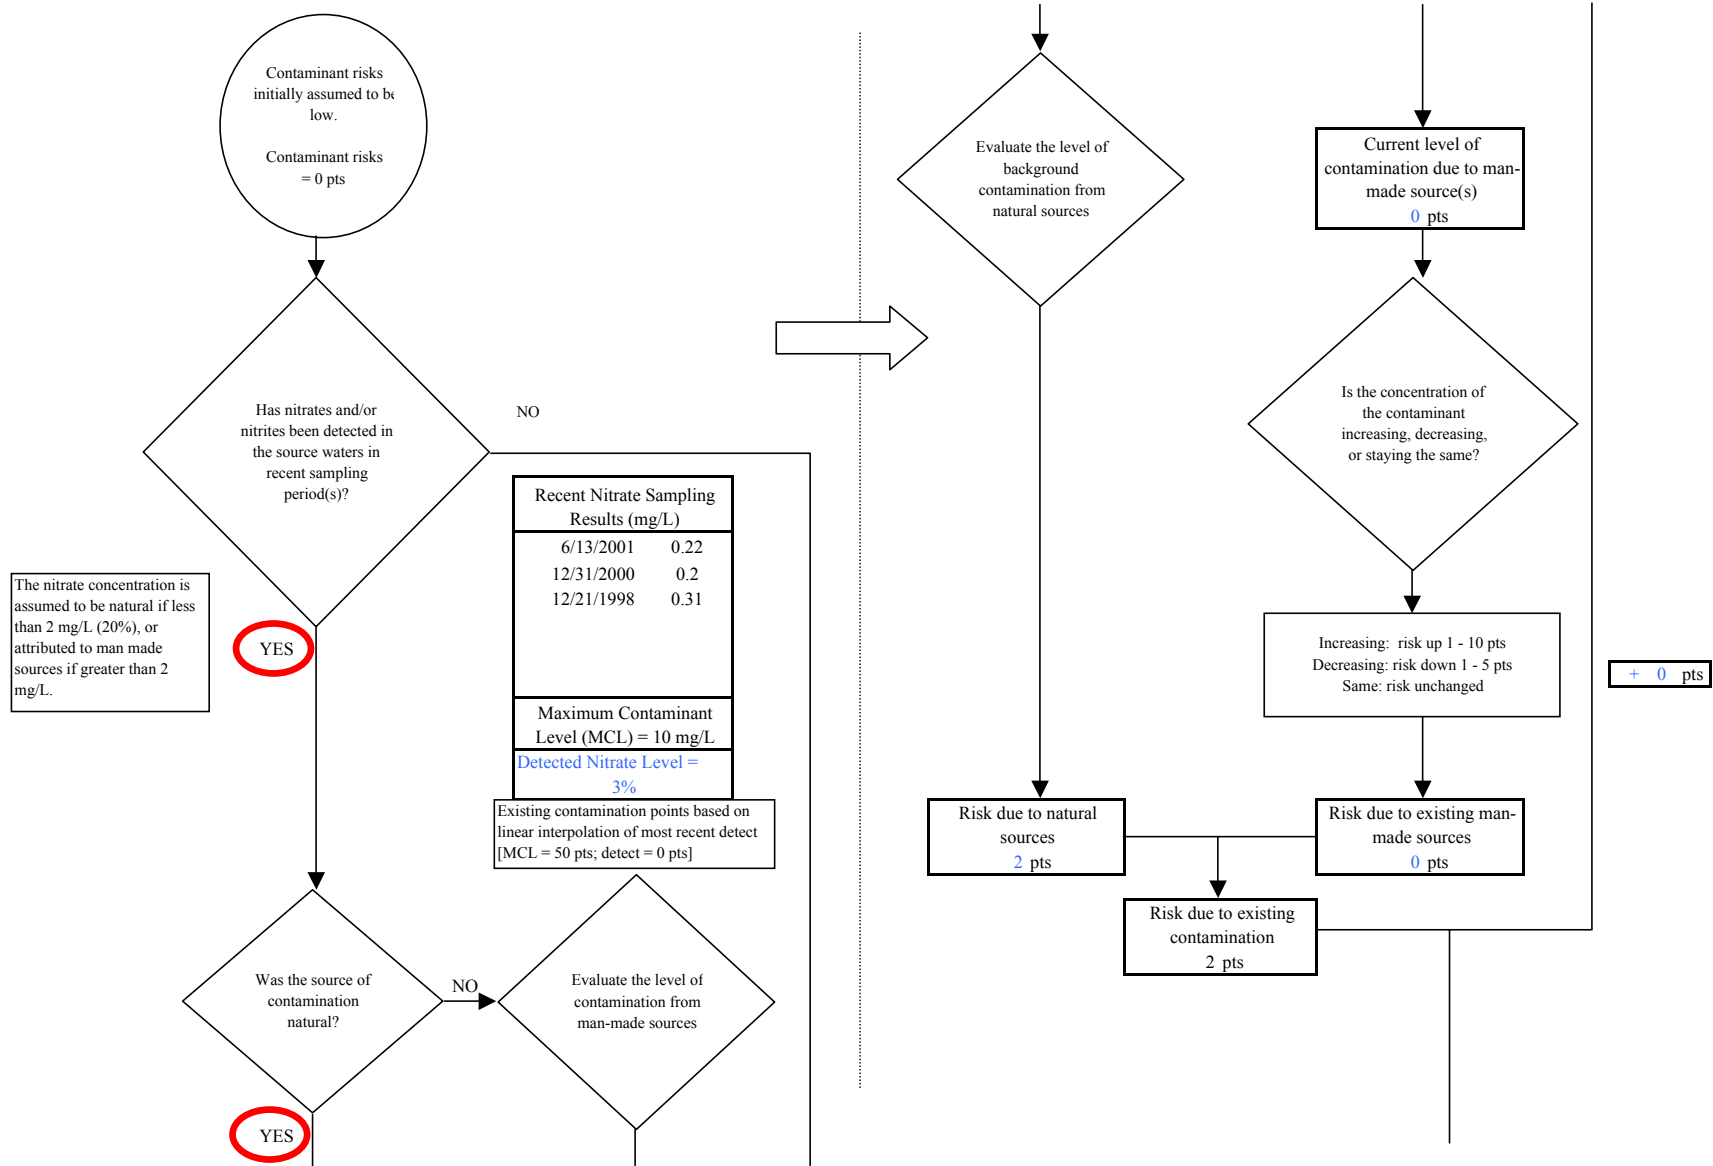 Contaminant risks
initially assumed to be
low.
Contaminant risks
= 0 pts
Has nitrates and/or
nitrites been detected in
the source waters in
recent sampling
period(s)?
NO
Recent Nitrate Sampling
Results (mg/L)
6/13/2001 0.22
12/31/2000 0.2
12/21/1998 0.31
Maximum Contaminant
Level (MCL) = 10 mg/L
Detected Nitrate Level =
3%
Existing contamination points based on
linear interpolation of most recent detect
[MCL = 50 pts; detect = 0 pts]
The nitrate concentration is
assumed to be natural if less
than 2 mg/L (20%), or
attributed to man made
sources if greater than 2
mg/L.
YES
Was the source of
contamination
natural?
NO
Evaluate the level of
contamination from
man-made sources
YES
Evaluate the level of
background
contamination from
natural sources
Current level of
contamination due to man-
made source(s)
0 pts
Is the concentration of
the contaminant
increasing, decreasing,
or staying the same?
Increasing: risk up 1 - 10 pts
Decreasing: risk down 1 - 5 pts
Same: risk unchanged
+ 0 pts
Risk due to natural
sources
2 pts
Risk due to existing man-
made sources
0 pts
Risk due to existing
contamination
2 pts